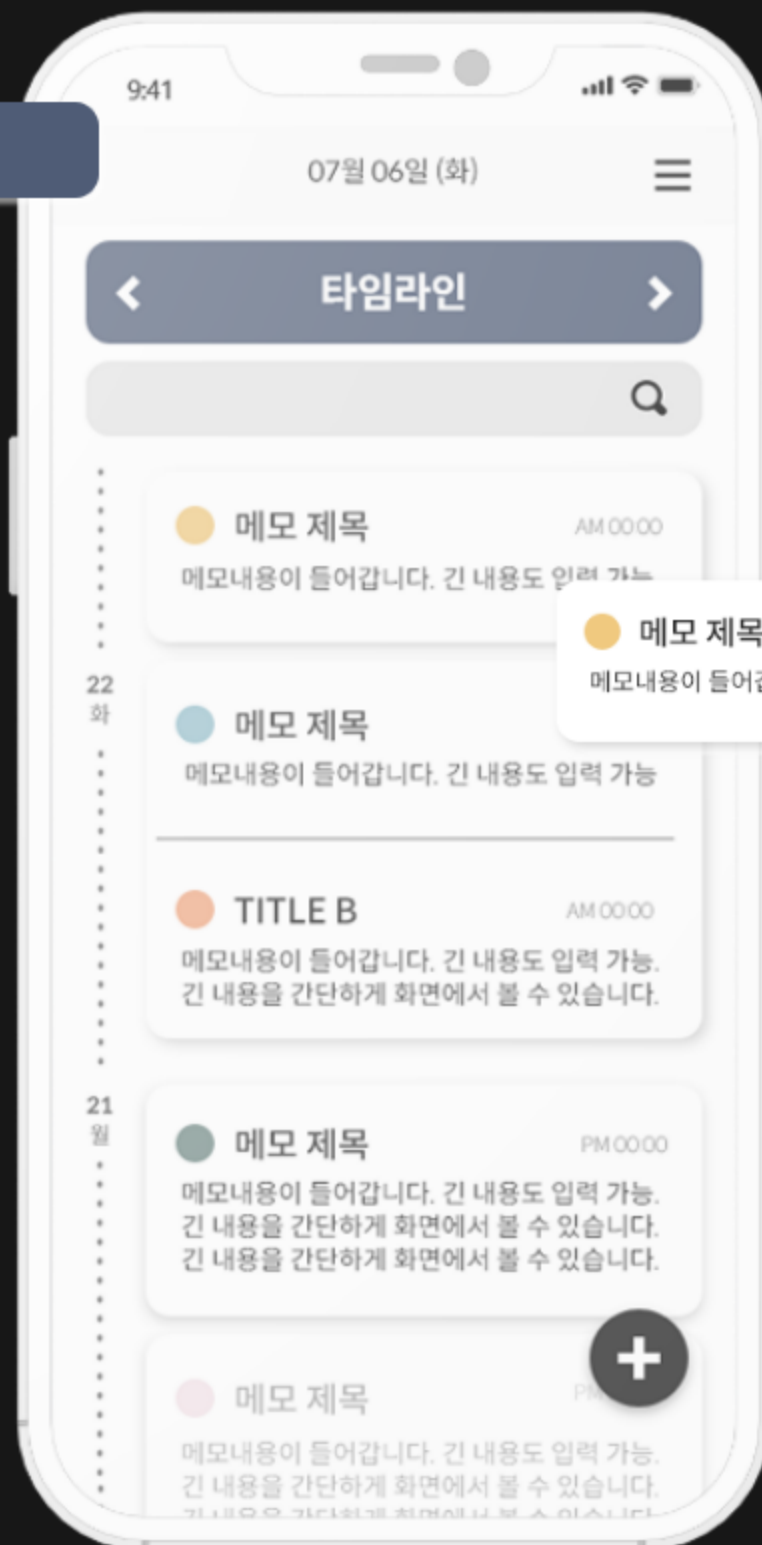 9:41
07월 06일 (화)
타임라인
메모 제목 AM 00:00
메모내용이 들어갑니다. 긴 내용도 입력 가능
메모 제목
메모내용이 들어갑
22
화
메모 제목
메모내용이 들어갑니다. 긴 내용도 입력 가능
TITLE B AM 00:00
메모내용이 들어갑니다. 긴 내용도 입력 가능.
긴 내용을 간단하게 화면에서 볼 수 있습니다.
21
월
메모 제목 PM 00:00
메모내용이 들어갑니다. 긴 내용도 입력 가능.
긴 내용을 간단하게 화면에서 볼 수 있습니다.
긴 내용을 간단하게 화면에서 볼 수 있습니다.
메모 제목 PM
메모내용이 들어갑니다. 긴 내용도 입력 가능.
긴 내용을 간단하게 화면에서 볼 수 있습니다.